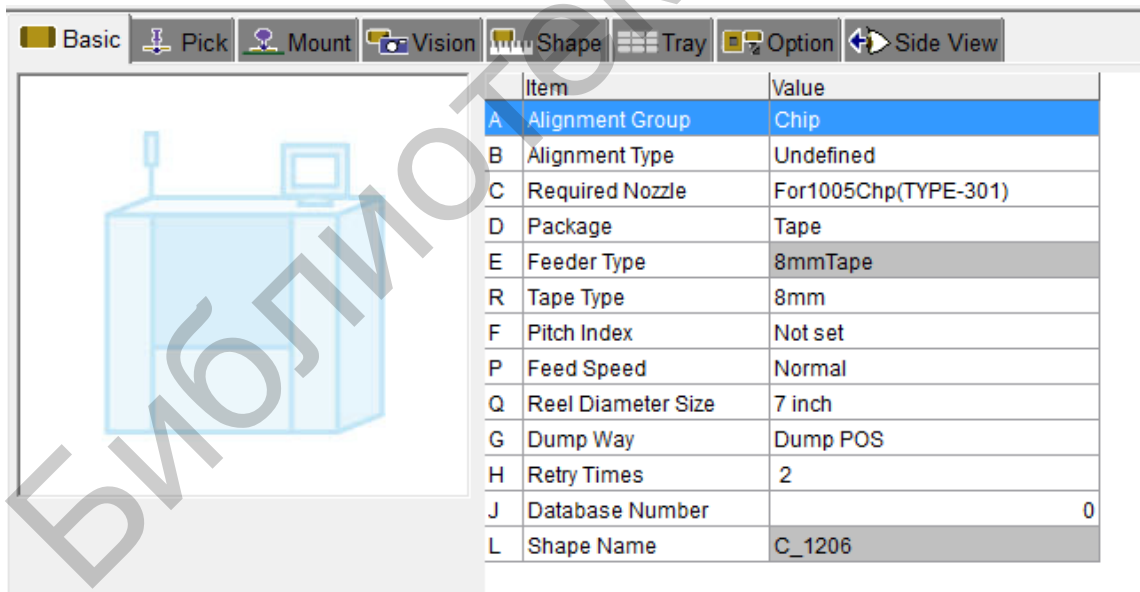 Basic Pick Mount Vision Shape Tray Option Side View
Item Value
A Alignment Group Chip
B Alignment Type Undefined
C Required Nozzle For1005Chp(TYPE-301)
D Package Tape
E Feeder Type 8mmTape
R Tape Type 8mm
F Pitch Index Not set
P Feed Speed Normal
Q Reel Diameter Size 7 inch
G Dump Way Dump POS
H Retry Times 2
J Database Number 0
L Shape Name C_1206
Библиотек